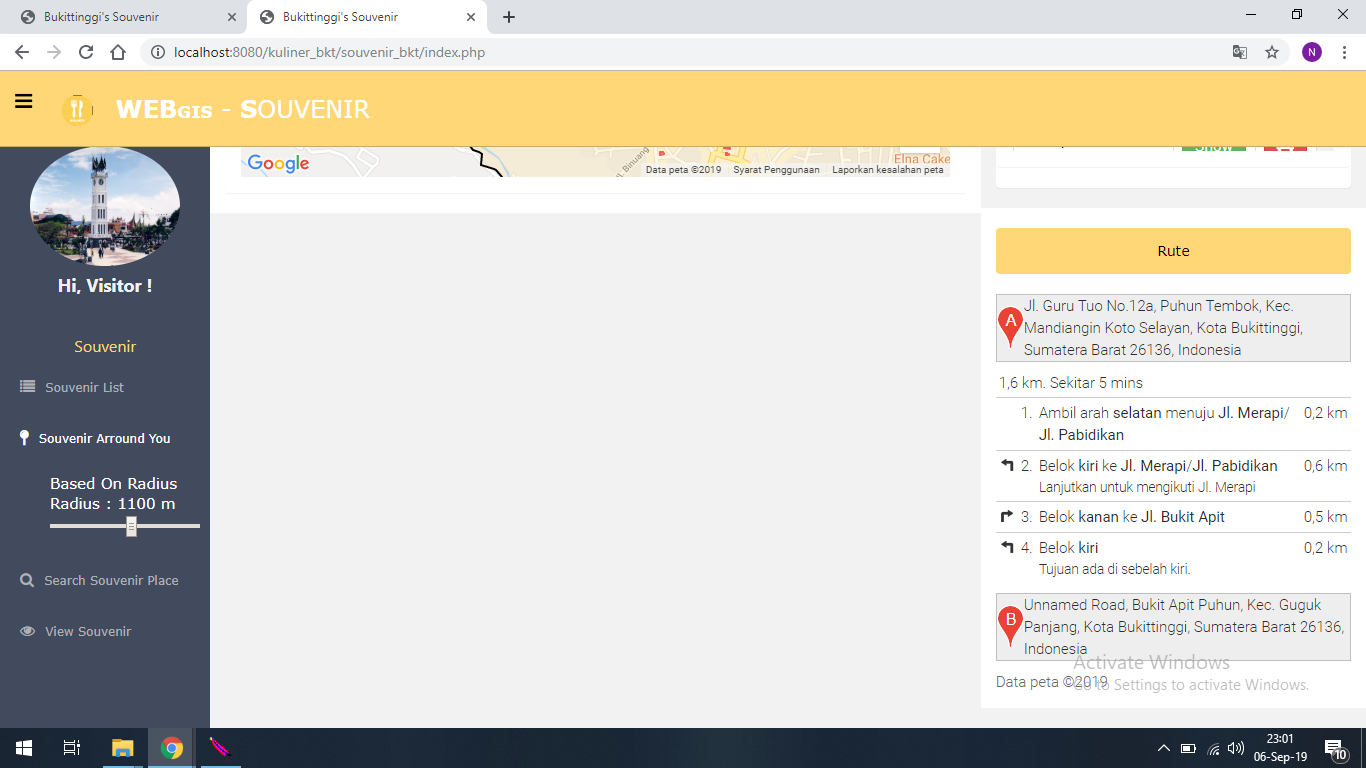 Bukittinggi's Souvenir
Bukittinggi's Souvenir
localhost:8080/kuliner_bkt/souvenir_bkt/index.php
N
WEBGIS - SOUVENIR
Hi, Visitor !
Souvenir
Souvenir List
Souvenir Arround You
Based On Radius
Radius : 1100 m
Search Souvenir Place
View Souvenir
Google
Binuang
Elna Cake
Data peta ©2019
Syarat Penggunaan
Laporkan kesalahan peta
Show
Rute
A
Jl. Guru Tuo No.12a, Puhun Tembok, Kec.
Mandiangin Koto Selayan, Kota Bukittinggi,
Sumatera Barat 26136, Indonesia
1,6 km. Sekitar 5 mins
1. Ambil arah selatan menuju Jl. Merapi/ 0,2 km
Jl. Pabidikan
2. Belok kiri ke Jl. Merapi/Jl. Pabidikan 0,6 km
Lanjutkan untuk mengikuti Jl. Merapi
3. Belok kanan ke Jl. Bukit Apit 0,5 km
4. Belok kiri 0,2 km
Tujuan ada di sebelah kiri.
B
Unnamed Road, Bukit Apit Puhun, Kec. Guguk
Panjang, Kota Bukittinggi, Sumatera Barat 26136,
Indonesia
Data peta ©2019
Activate Windows
Go to Settings to activate Windows.
23:01
06-Sep-19
10